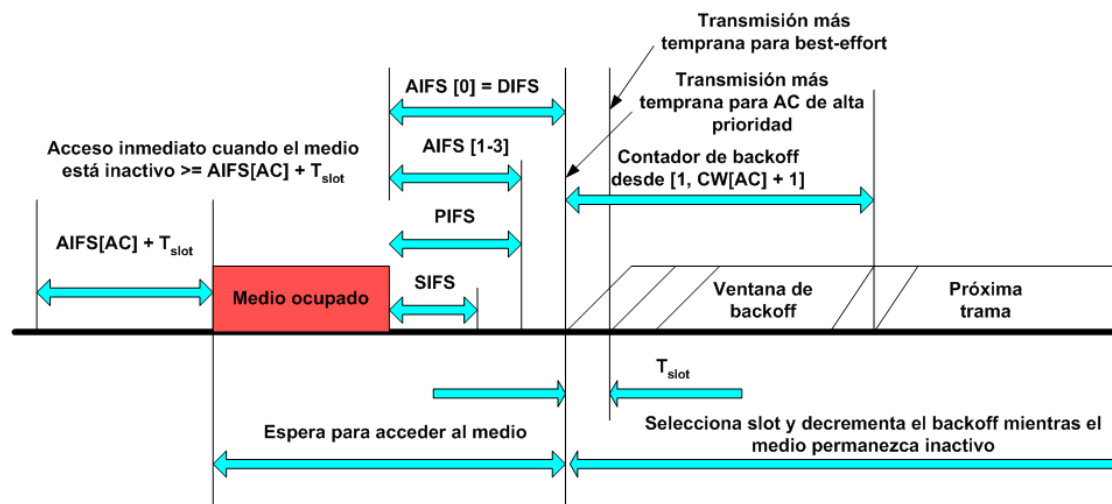 Transmisión más
temprana para best-effort
AIFS [0] = DIFS
Transmisión más
temprana para AC de alta
prioridad
Acceso inmediato cuando el medio
está inactivo >= AIFS[AC] + Tslot
AIFS [1-3]
Contador de backoff
desde [1, CW[AC] + 1]
PIFS
AIFS[AC] + Tslot
SIFS
Medio ocupado
Ventana de
backoff
Próxima
trama
Tslot
Espera para acceder al medio
Selecciona slot y decrementa el backoff mientras el
medio permanezca inactivo